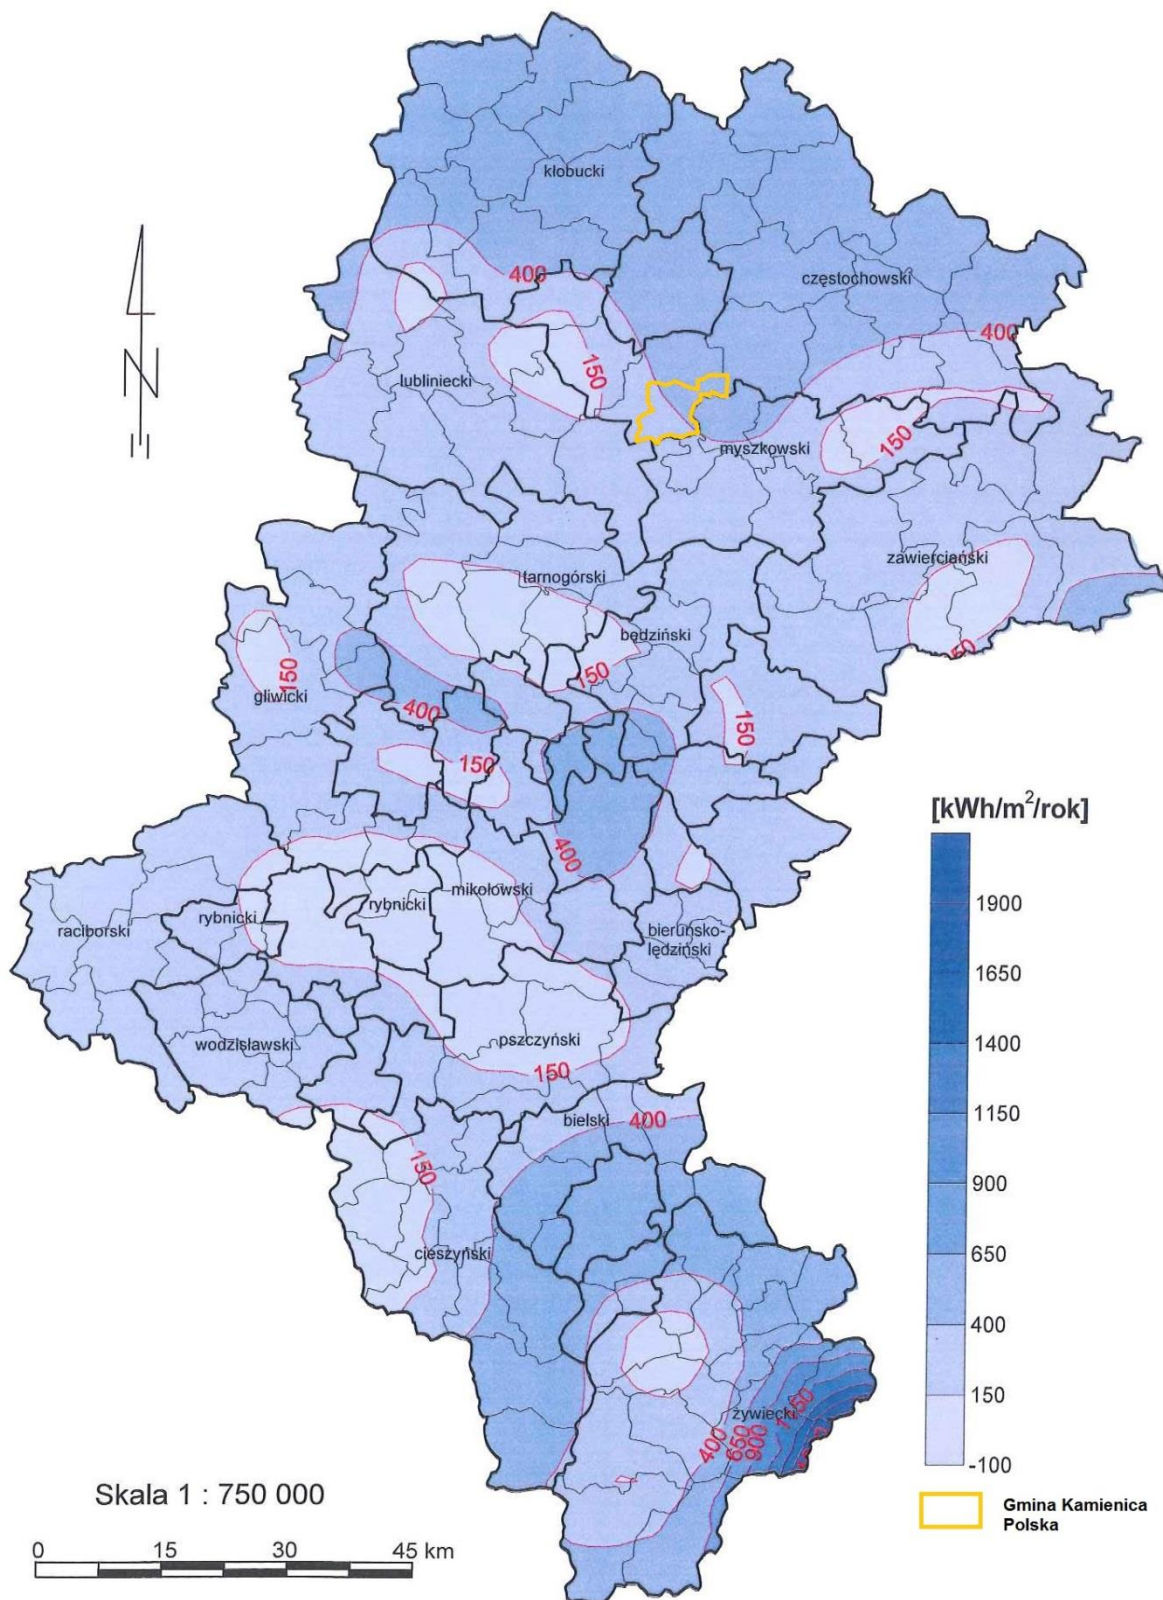 kłobucki
400
częstochowski
400
150
lubliniecki
N
myszkowski
150
zawierciański
tarnogórski
będziński
150
150
gliwicki
400
150
150
50
[kWh/m²/rok]
400
mikołowski
rybnicki
rybnicki
raciborski
bieruńsko-
lędziński
1900
1650
wodzisławski
pszczyński
1400
150
1150
bielski
400
150
900
cieszyński
650
400
150
1150
żywiecki
400
650
900
-100
Skala 1 : 750 000
Gmina Kamienica
Polska
0 15 30 45 km